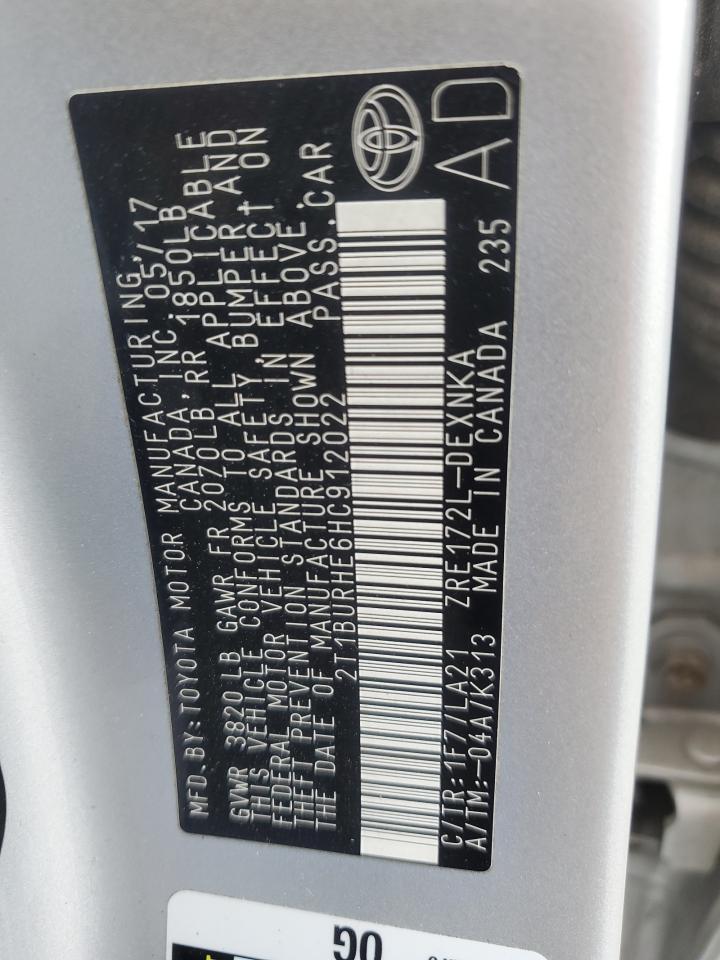 MFD. BY: TOYOTA MOTOR MANUFACTURING,
CANADA, INC. 05/17
GVWR 3820LB GAWR FR 2070LB, RR 1850LB
THIS VEHICLE CONFORMS TO ALL APPLICABLE
FEDERAL MOTOR VEHICLE SAFETY, BUMPER AND
THEFT PREVENTION STANDARDS IN EFFECT ON
THE DATE OF MANUFACTURE SHOWN ABOVE.
2T1BURHE6HC912022 PASS. CAR
C/TR:1F7/LA21 ZRE172L-DEXNKA
A/TM:-04A/K313 MADE IN CANADA 235
AD
OG